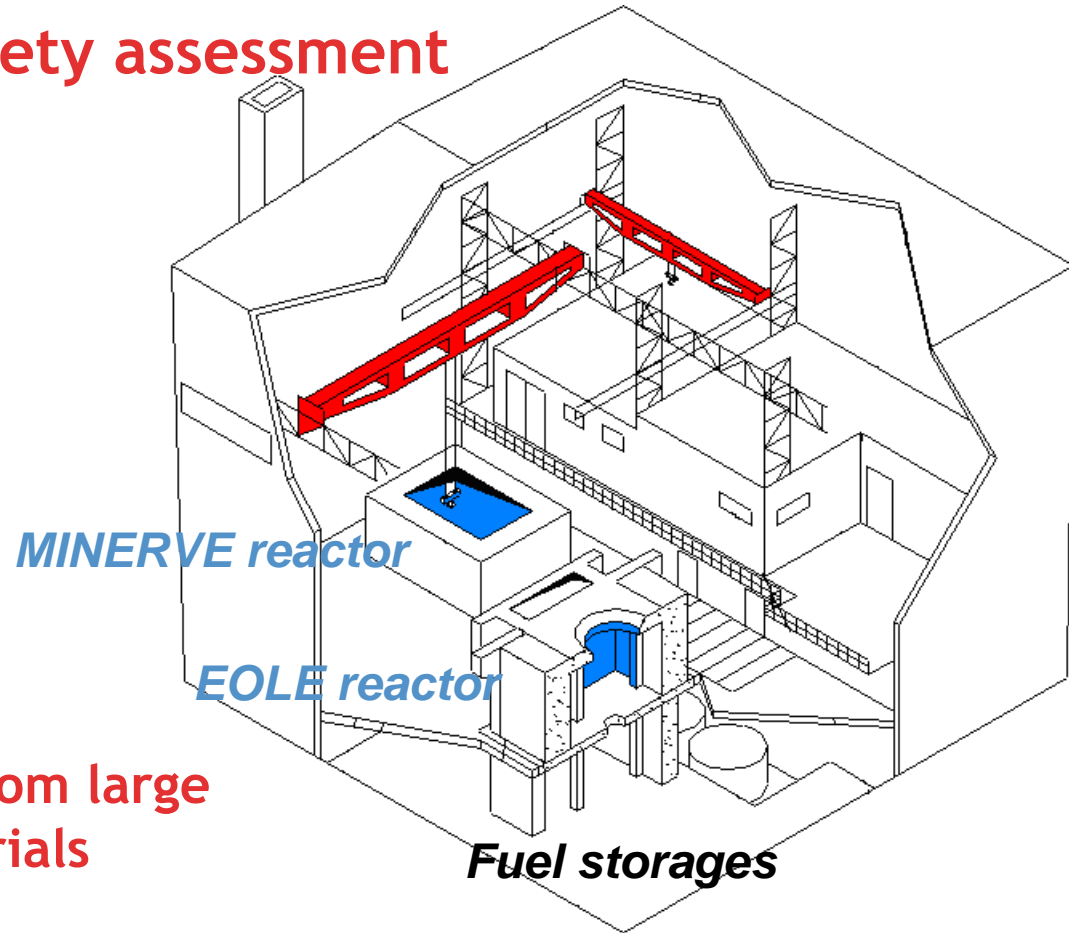 ety assessment
MINERVE reactor
EOLE reactor
om large
rials
Fuel storages